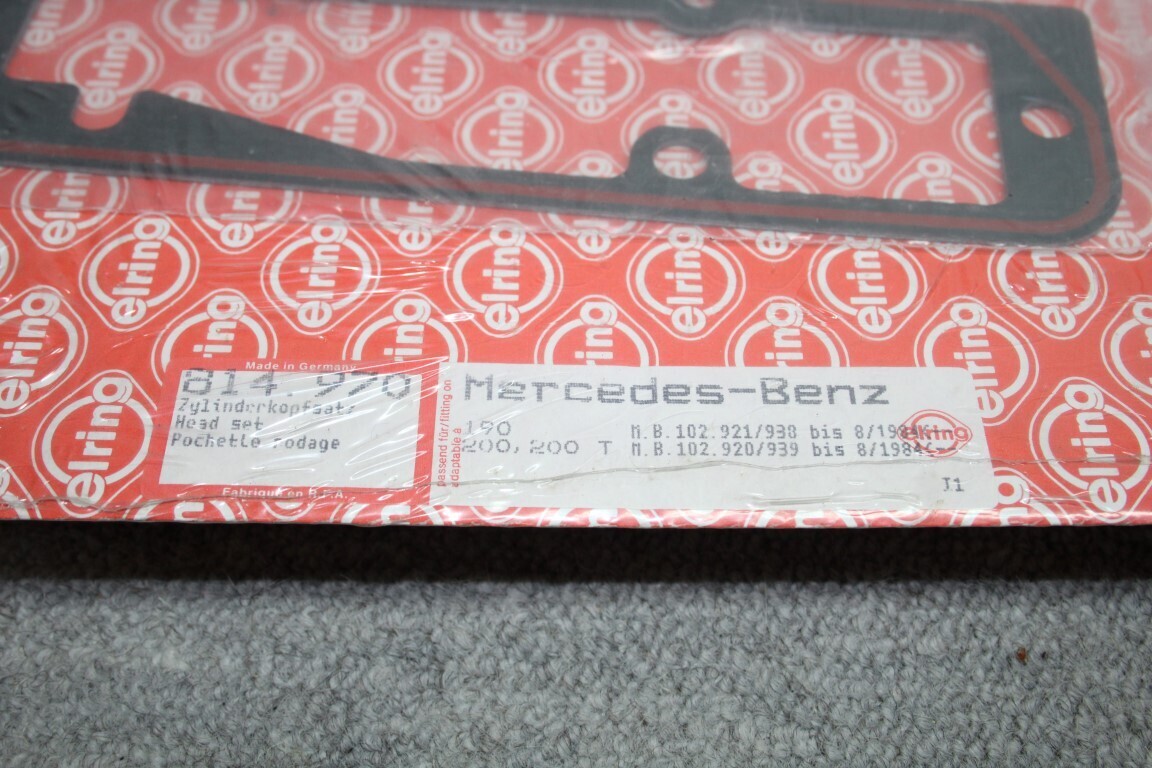 elring
Made in Germany
814.970
Zylinderkopfsatz
Head set
Pochette rodage
Fabriqué en R.F.A.
passend für/fitting on
adaptable à
Mercedes-Benz
190 M.B.102.921/938 bis 8/1984
200,200 T M.B.102.920/939 bis 8/1984
elring
J1